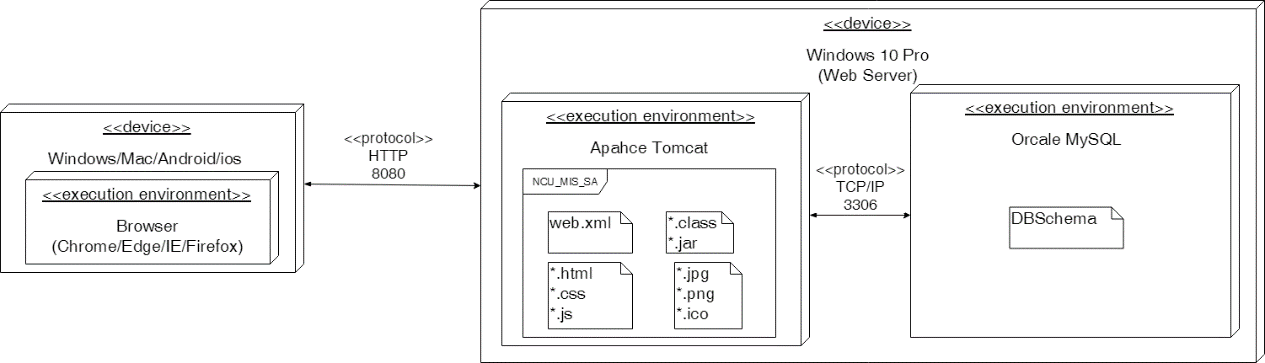 <<device>>
Windows/Mac/Android/ios
<<execution environment>>
Browser
(Chrome/Edge/IE/Firefox)
<<protocol>>
HTTP
8080
<<device>>
Windows 10 Pro
(Web Server)
<<execution environment>>
Apahce Tomcat
NCU_MIS_SA
web.xml
*.class
*.jar
*.html
*.css
*.js
*.jpg
*.png
*.ico
<<protocol>>
TCP/IP
3306
<<execution environment>>
Orcale MySQL
DBSchema